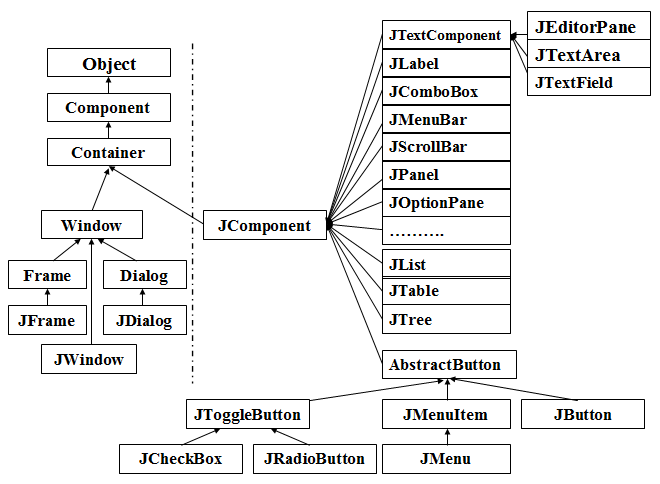 Object
Component
Container
Window
Frame
Dialog
JFrame
JDialog
JWindow
JComponent
JTextComponent
JLabel
JComboBox
JMenuBar
JScrollBar
JPanel
JOptionPane
……….
JList
JTable
JTree
AbstractButton
JEditorPane
JTextArea
JTextField
JToggleButton
JMenuItem
JButton
JCheckBox
JRadioButton
JMenu